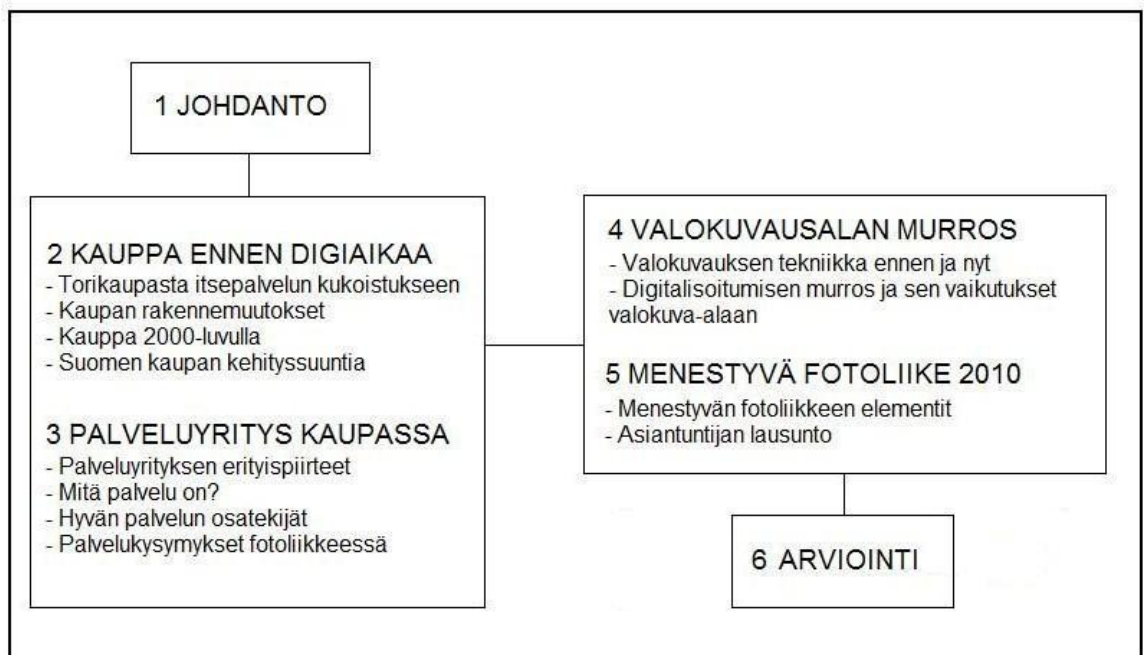 1 JOHDANTO
2 KAUPPA ENNEN DIGIAIKAA
- Torikaupasta itsepalvelun kukoistukseen
- Kaupan rakennemuutokset
- Kauppa 2000-luvulla
- Suomen kaupan kehityssuuntia
3 PALVELUYRITYS KAUPASSA
- Palveluyrityksen erityispiirteet
- Mitä palvelu on?
- Hyvän palvelun osatekijät
- Palvelukysymykset fotoliikkeessä
4 VALOKUVAUSALAN MURROS
- Valokuvauksen tekniikka ennen ja nyt
- Digitalisoitumisen murros ja sen vaikutukset
valokuva-alaan
5 MENESTYVÄ FOTOLIIKE 2010
- Menestyvän fotoliikkeen elementit
- Asiantuntijan lausunto
6 ARVIOINTI